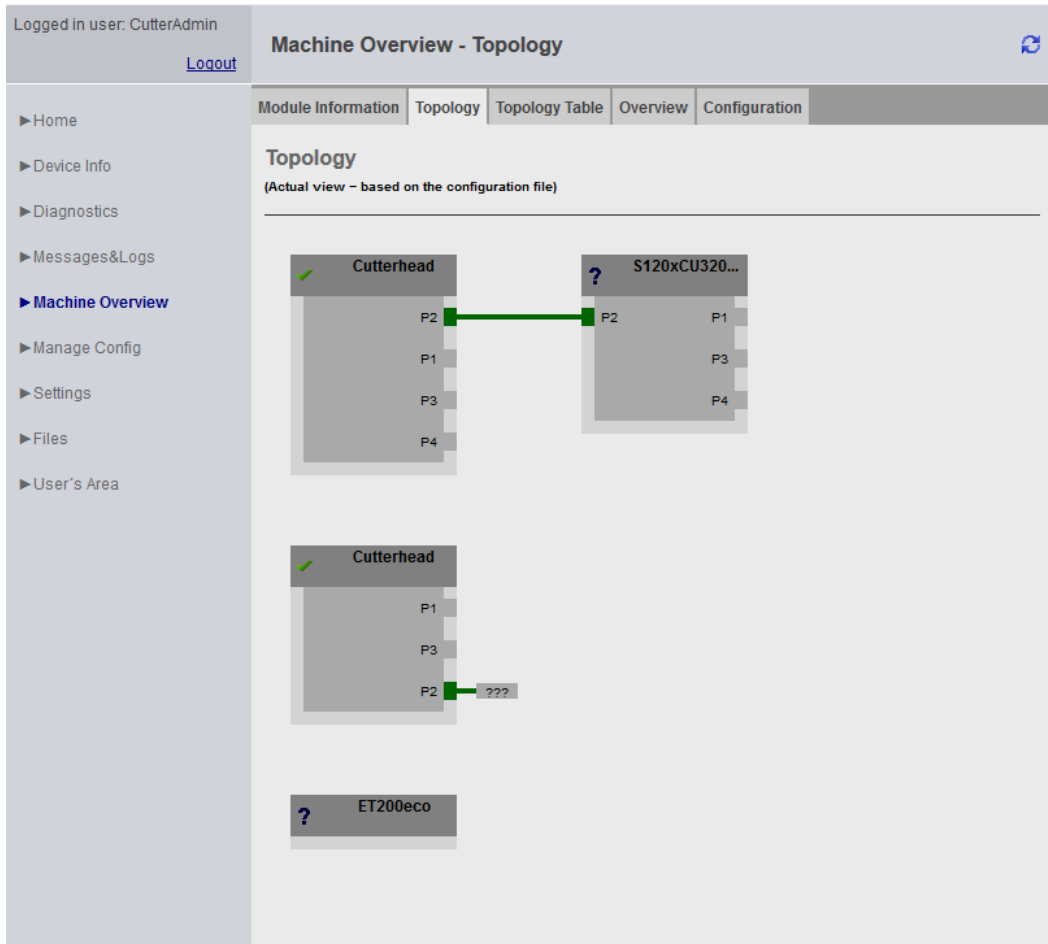 Logged in user: CutterAdmin
Logout
Machine Overview - Topology
►Home
►Device Info
►Diagnostics
►Messages&Logs
►Machine Overview
►Manage Config
►Settings
►Files
►User´s Area
Module Information Topology Topology Table Overview Configuration
Topology
(Actual view – based on the configuration file)
Cutterhead
P2
P1
P3
P4
? S120xCU320...
P2 P1
P3
P4
Cutterhead
P1
P3
P2 ???
? ET200eco